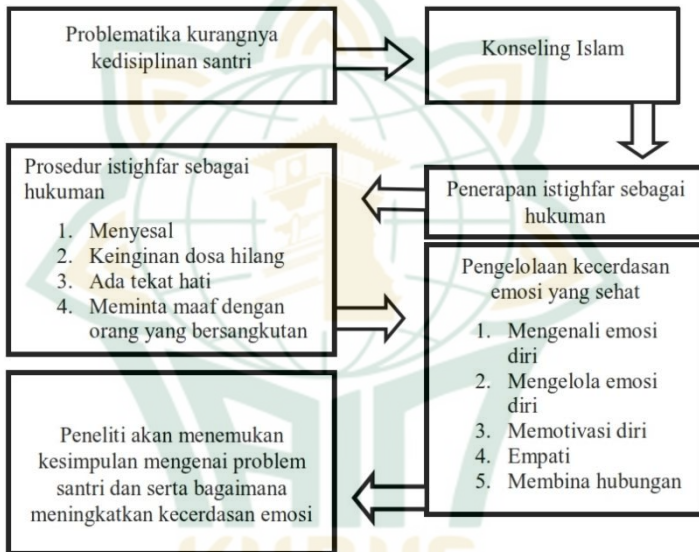 Problematika kurangnya
kedisiplinan santri
Konseling Islam
Penerapan istighfar sebagai
hukuman
Prosedur istighfar sebagai
hukuman
1. Menyesal
2. Keinginan dosa hilang
3. Ada tekat hati
4. Meminta maaf dengan
orang yang bersangkutan
Pengelolaan kecerdasan
emosi yang sehat
1. Mengenali emosi
diri
2. Mengelola emosi
diri
3. Memotivasi diri
4. Empati
5. Membina hubungan
Peneliti akan menemukan
kesimpulan mengenai problem
santri dan serta bagaimana
meningkatkan kecerdasan emosi